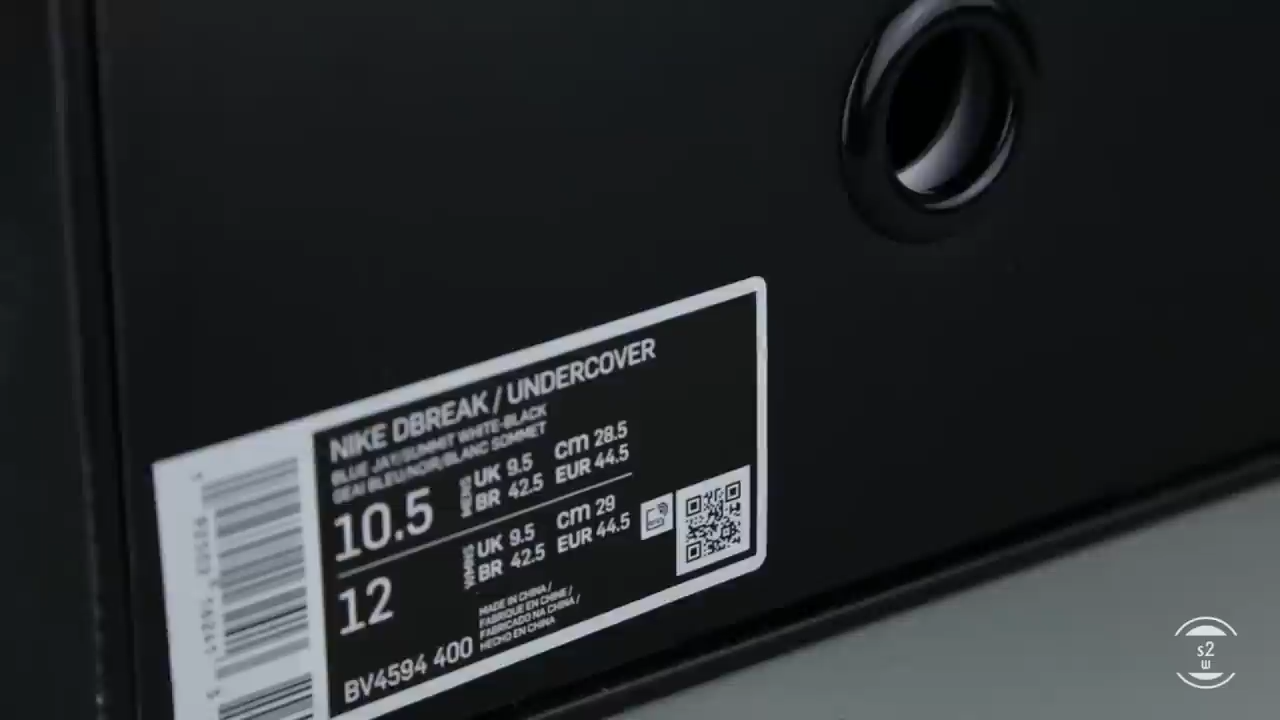 NIKE DBREAK / UNDERCOVER
BLUE JAY/SUMMIT WHITE-BLACK
GEAI BLEU/NOIR/BLANC SOMMET
10.5
MENS
UK 9.5 cm 28.5
BR 42.5 EUR 44.5
12
WMNS
UK 9.5 cm 29
BR 42.5 EUR 44.5
MADE IN CHINA /
FABRIQUE EN CHINE /
FABRICADO NA CHINA /
HECHO EN CHINA
BV4594 400
s2
w